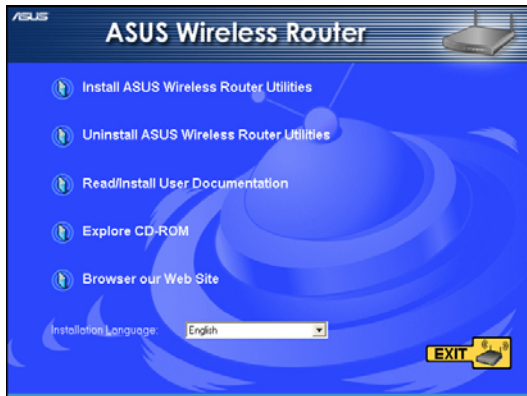 ASUS
ASUS Wireless Router
Install ASUS Wireless Router Utilities
Uninstall ASUS Wireless Router Utilities
Read/Install User Documentation
Explore CD-ROM
Browser our Web Site
Installation Language: English
EXIT